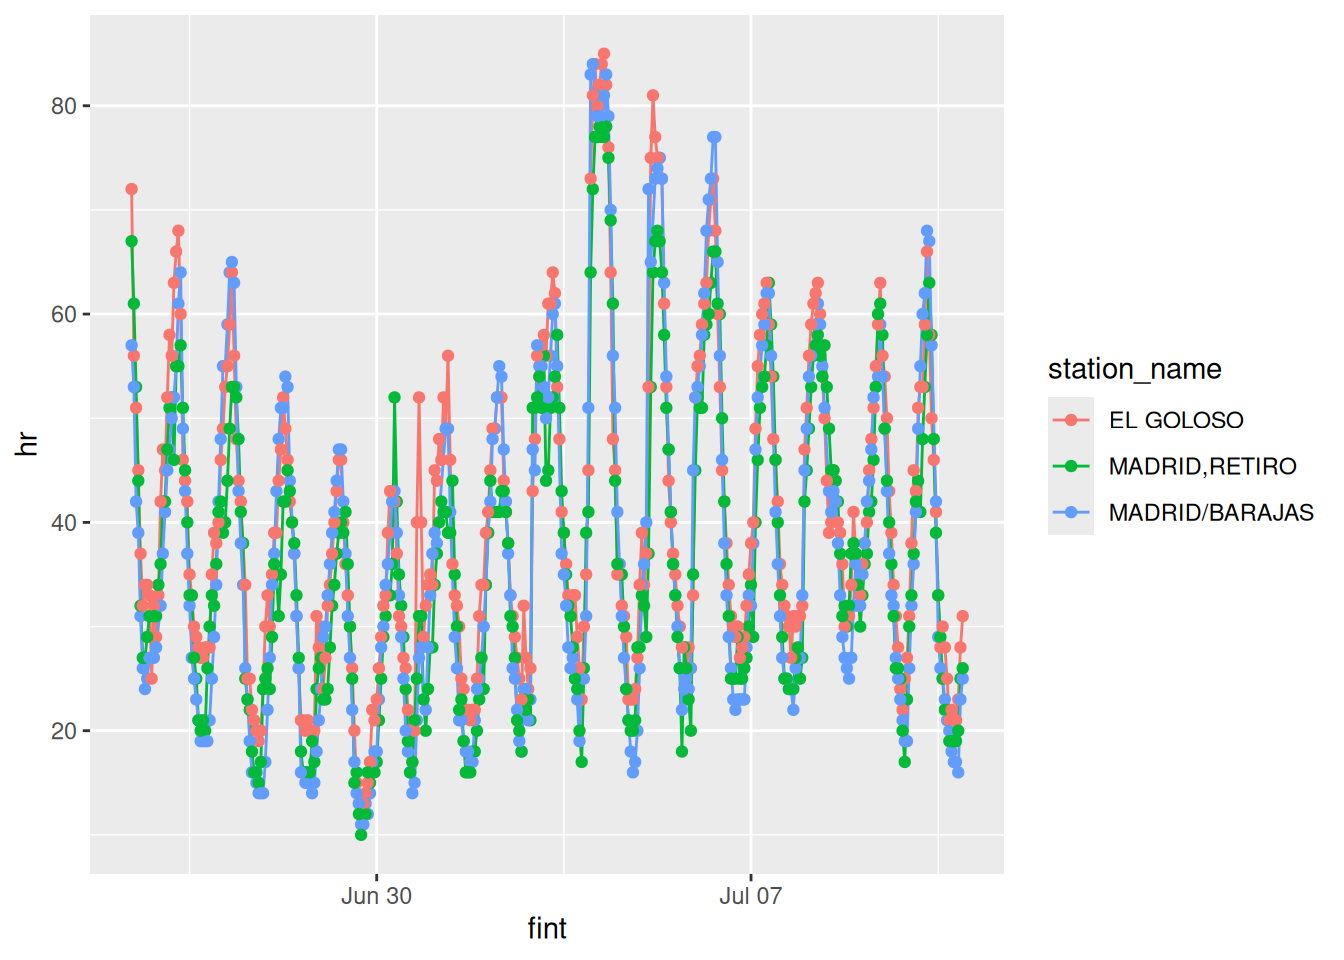 80
60
40
20
hr
Jun 30
Jul 07
fint
station_name
EL GOLOSO
MADRID,RETIRO
MADRID/BARAJAS